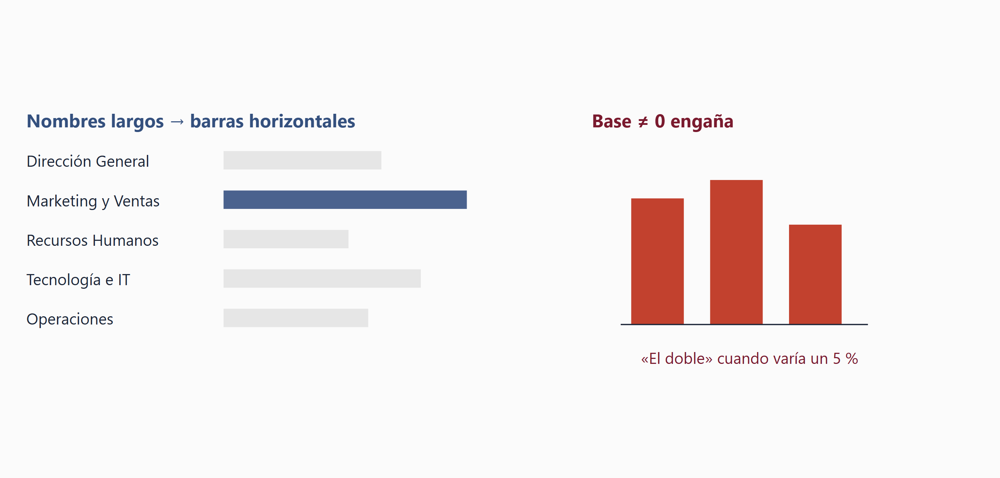 Nombres largos → barras horizontales
Dirección General
Marketing y Ventas
Recursos Humanos
Tecnología e IT
Operaciones
Base ≠ 0 engaña
«El doble» cuando varía un 5 %